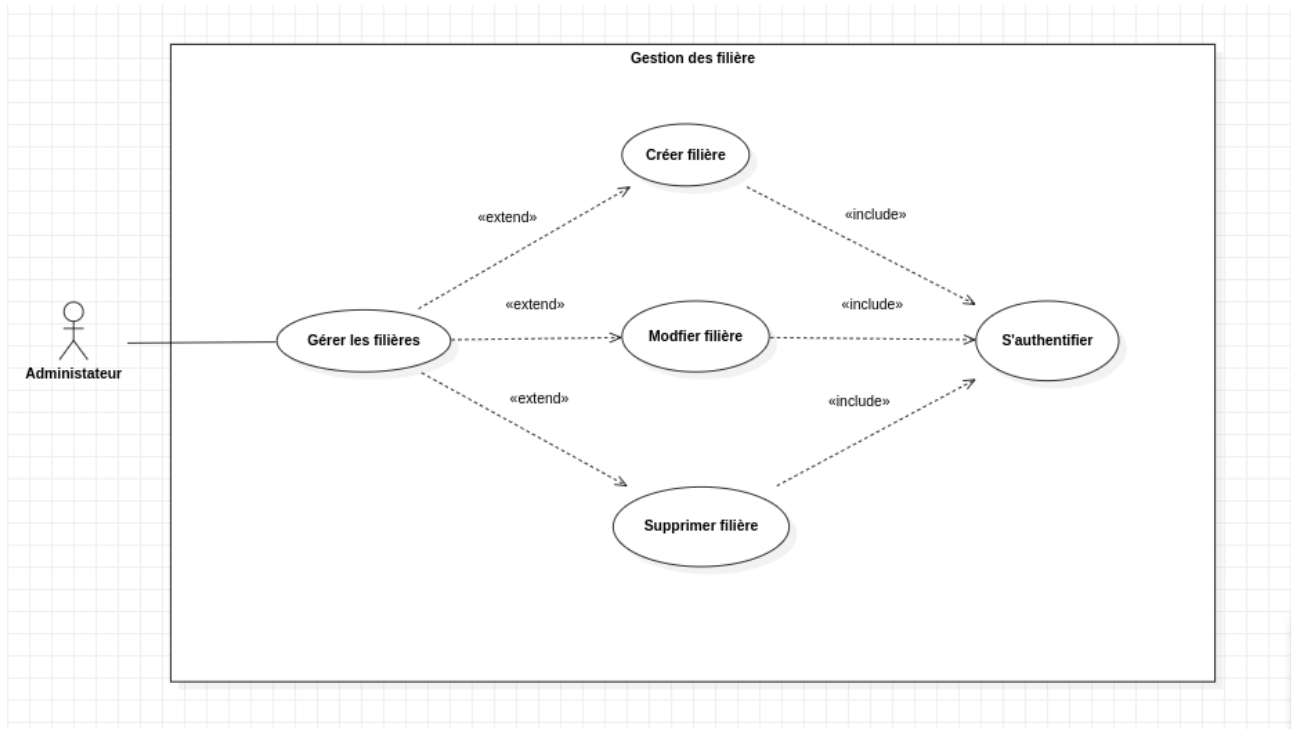 Gestion des filière
Créer filière
«extend»
«include»
«extend»
«include»
Gérer les filières
Modfier filière
S'authentifier
Administateur
«extend»
«include»
Supprimer filière